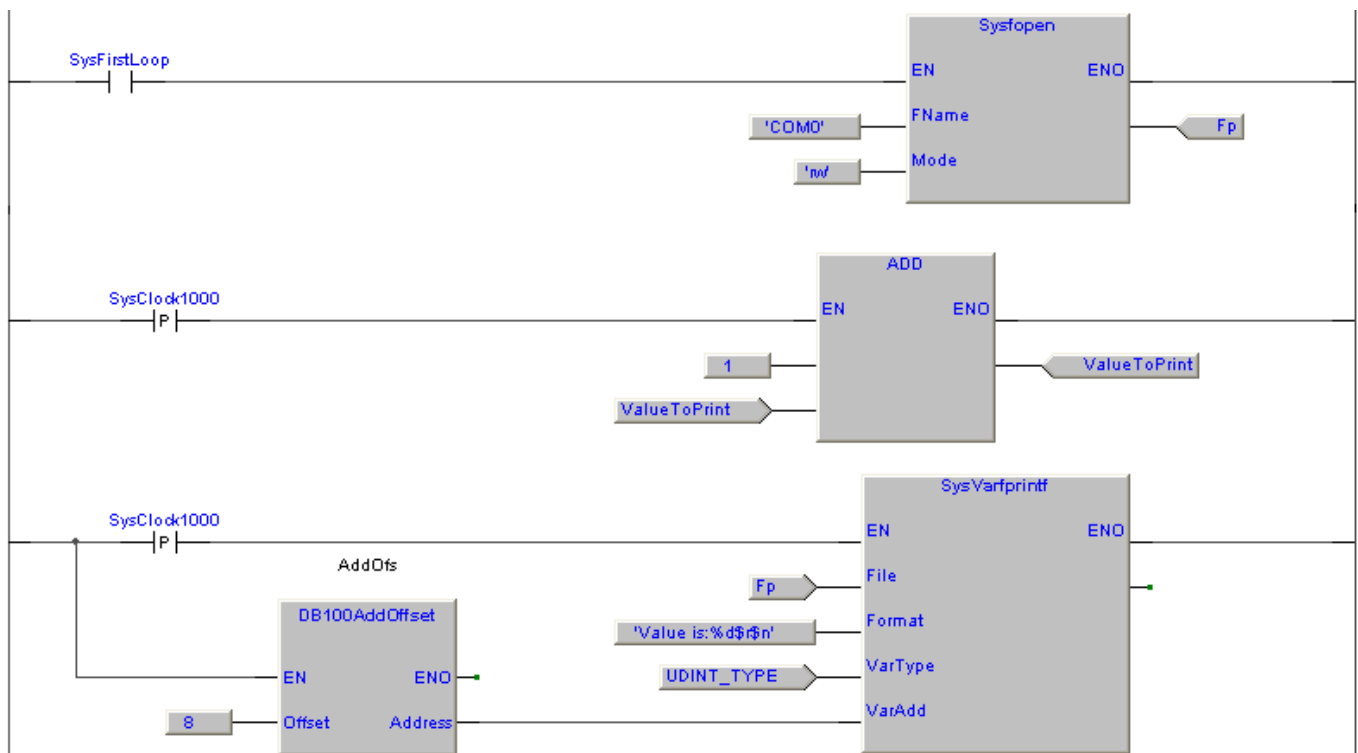 Sysfopen
SysFirstLoop
EN ENO
'COM0' FName Fp
'rw' Mode
ADD
SysClock1000
P EN ENO
1 ValueToPrint
ValueToPrint
SysVarfprintf
SysClock1000
P EN ENO
AddOfs
Fp File
DB100AddOffset
'Value is:%d$r$n' Format
EN ENO UDINT_TYPE VarType
8 Offset Address VarAdd